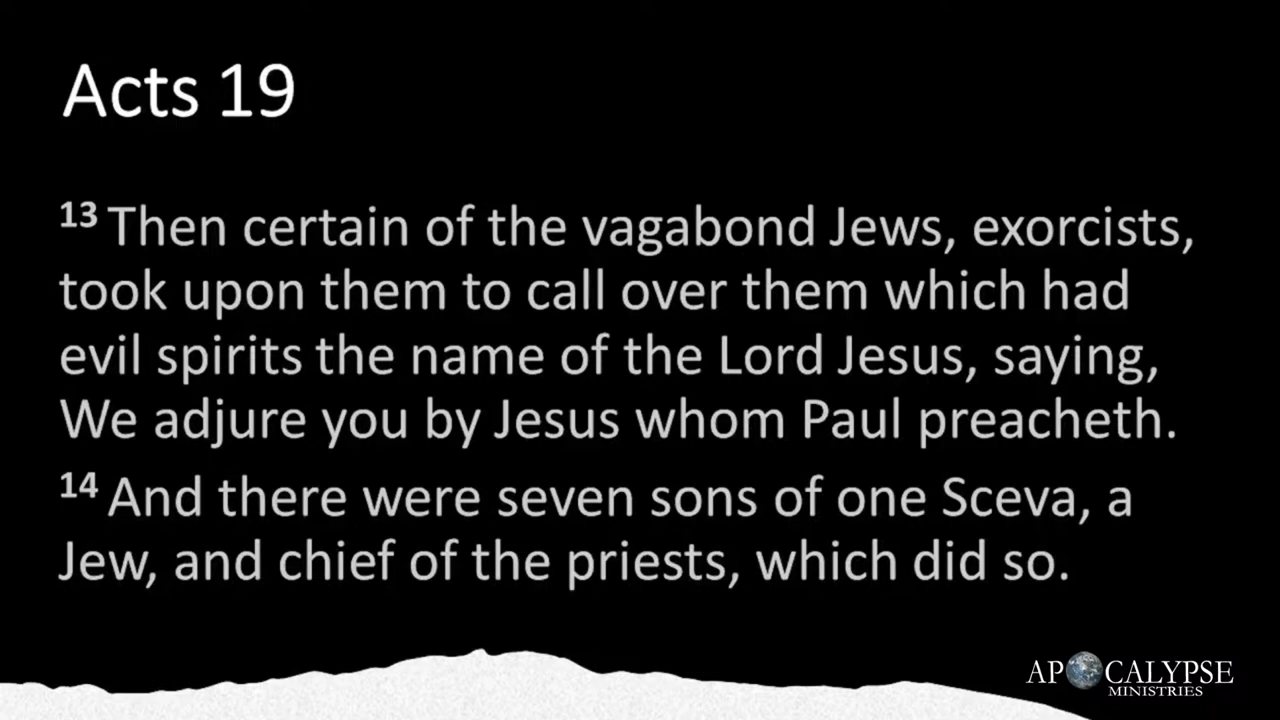 Acts 19
13 Then certain of the vagabond Jews, exorcists,
took upon them to call over them which had
evil spirits the name of the Lord Jesus, saying,
We adjure you by Jesus whom Paul preacheth.
14 And there were seven sons of one Sceva, a
Jew, and chief of the priests, which did so.
APOCALYPSE
MINISTRIES